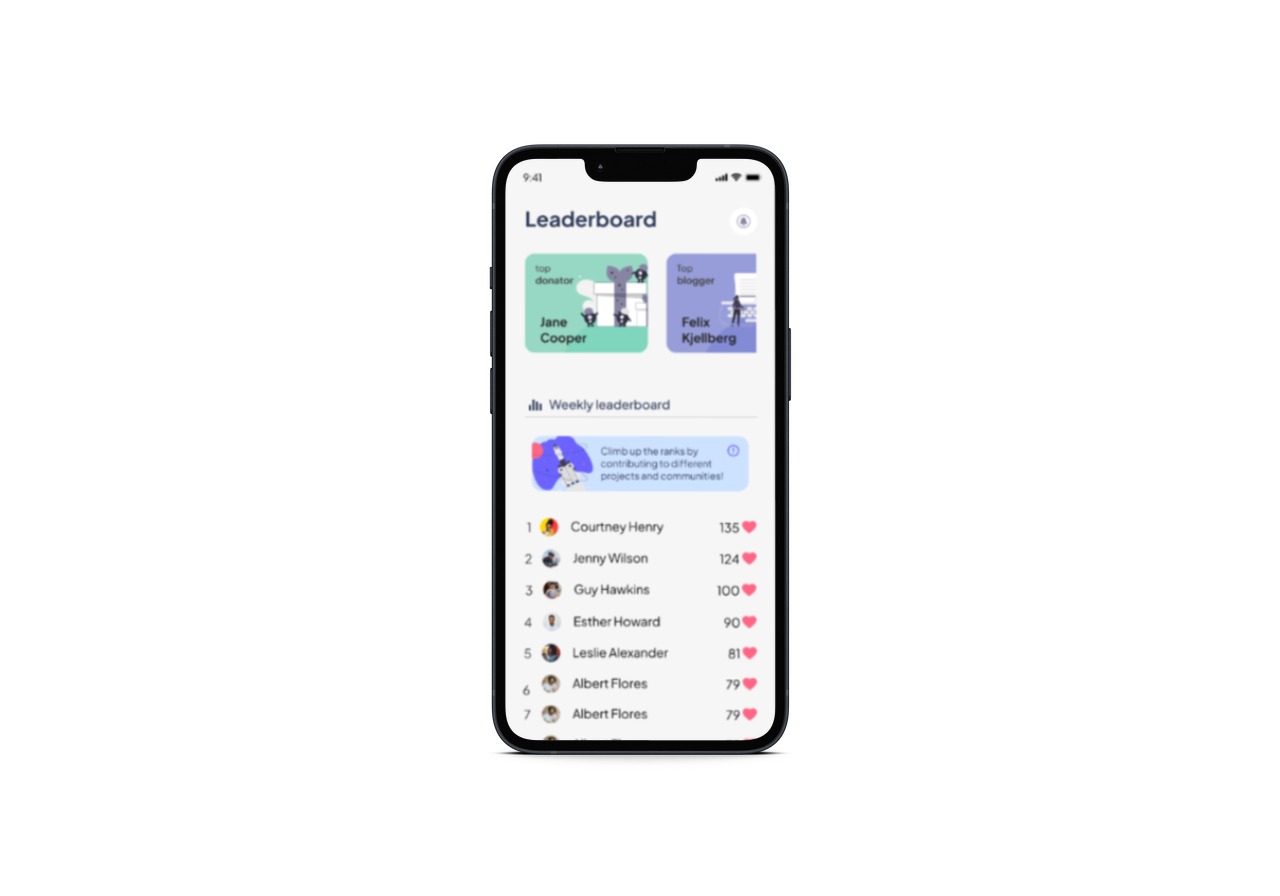 9:41
Leaderboard
top
donator
Jane
Cooper
Top
blogger
Felix
Kjellberg
Weekly leaderboard
Climb up the ranks by
contributing to different
projects and communities!
1 Courtney Henry 135
2 Jenny Wilson 124
3 Guy Hawkins 100
4 Esther Howard 90
5 Leslie Alexander 81
6 Albert Flores 79
7 Albert Flores 79